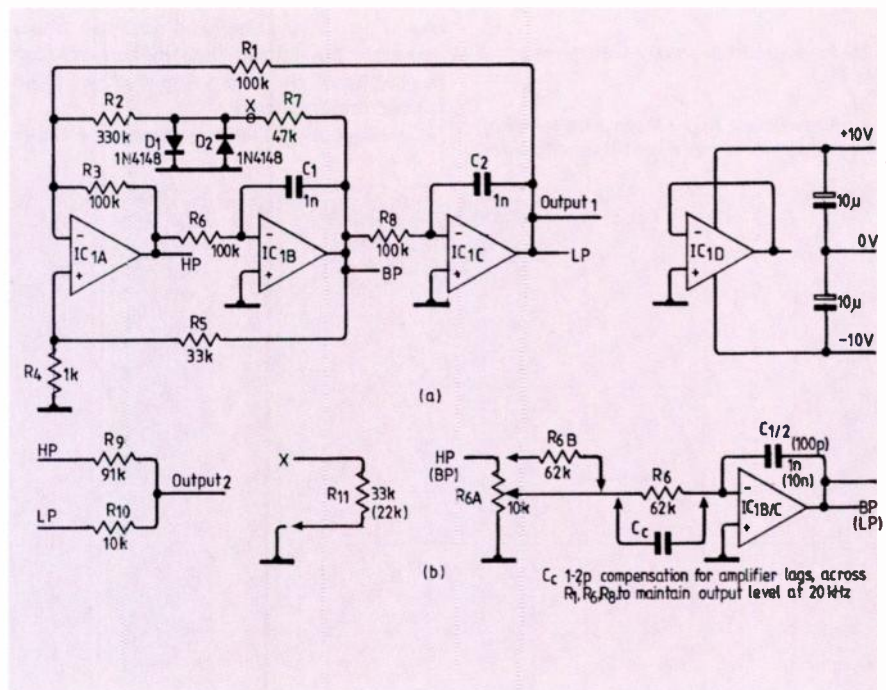 R1
100k
R2
330k
D1
1N4148
D2
1N4148
X
R7
47k
R3
100k
C1
1n
C2
1n
IC1A
-
+
R6
100k
HP
IC1B
-
+
R8
100k
BP
IC1C
-
+
Output 1
LP
R5
33k
R4
1k
IC1D
-
+
+10V
10µ
0V
10µ
-10V
(a)
HP
R9
91k
Output 2
LP
R10
10k
X
R11
33k
(22k)
HP
(BP)
R6B
62k
R6A
10k
R6
62k
Cc
C1/2
(100p)
1n
(10n)
IC1B/C
-
+
BP
(LP)
(b)
Cc 1-2p compensation for amplifier lags, across
R1, R6, R8, to maintain output level at 20kHz